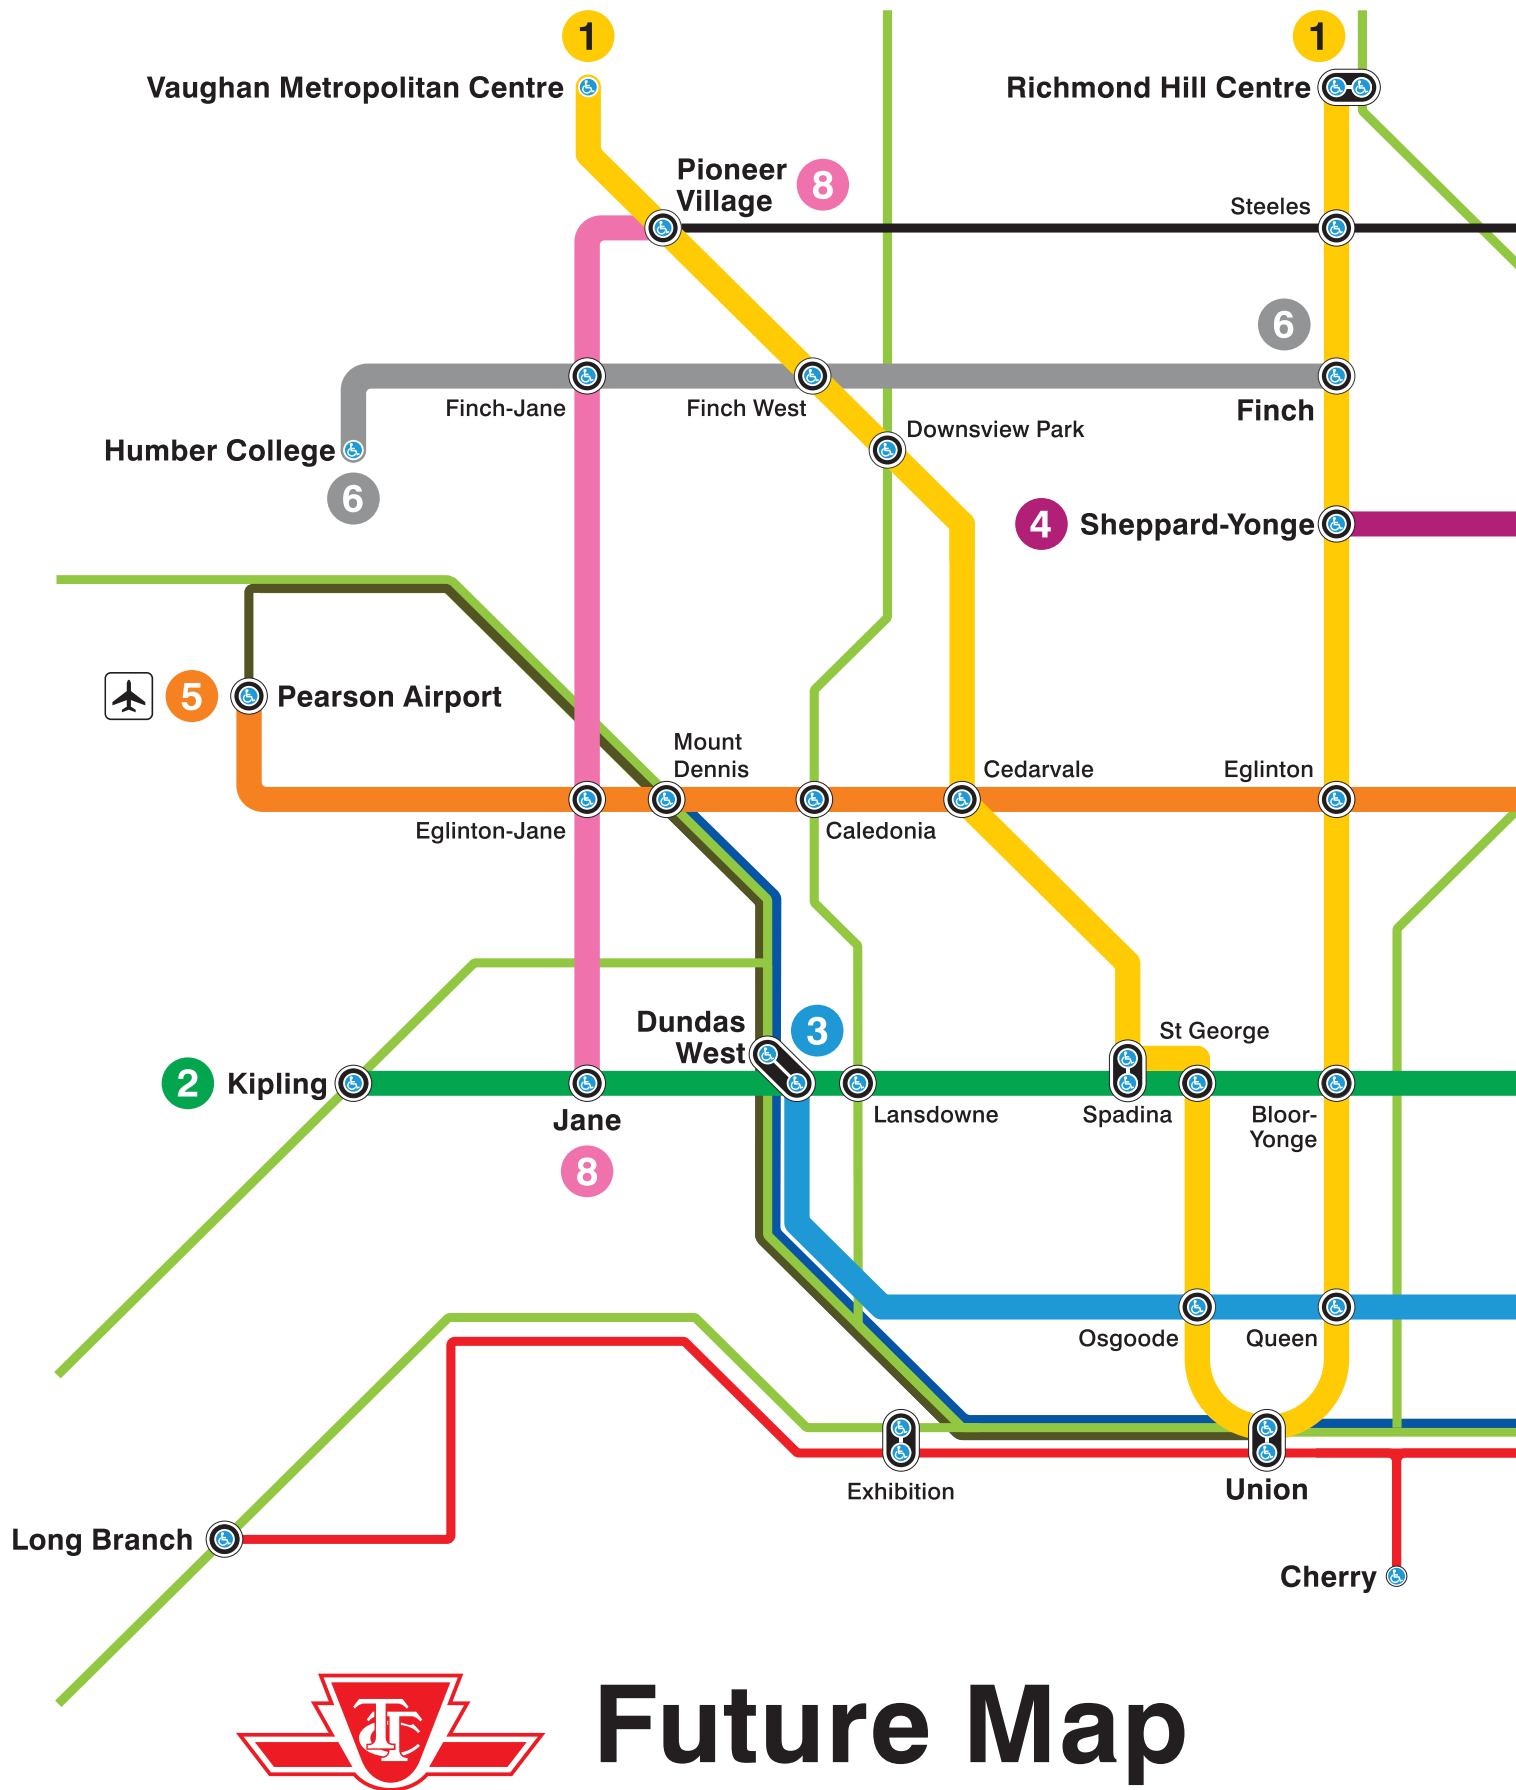 1
1
Vaughan Metropolitan Centre
Richmond Hill Centre
Pioneer
Village
8
Steeles
6
Finch-Jane
Finch West
Finch
Downsview Park
Humber College
6
4
Sheppard-Yonge
5
Pearson Airport
Mount
Dennis
Cedarvale
Eglinton
Eglinton-Jane
Caledonia
Dundas
West
3
St George
2
Kipling
Jane
Lansdowne
Spadina
Bloor-
Yonge
8
Osgoode
Queen
Exhibition
Union
Long Branch
Cherry
TTC
Future Map